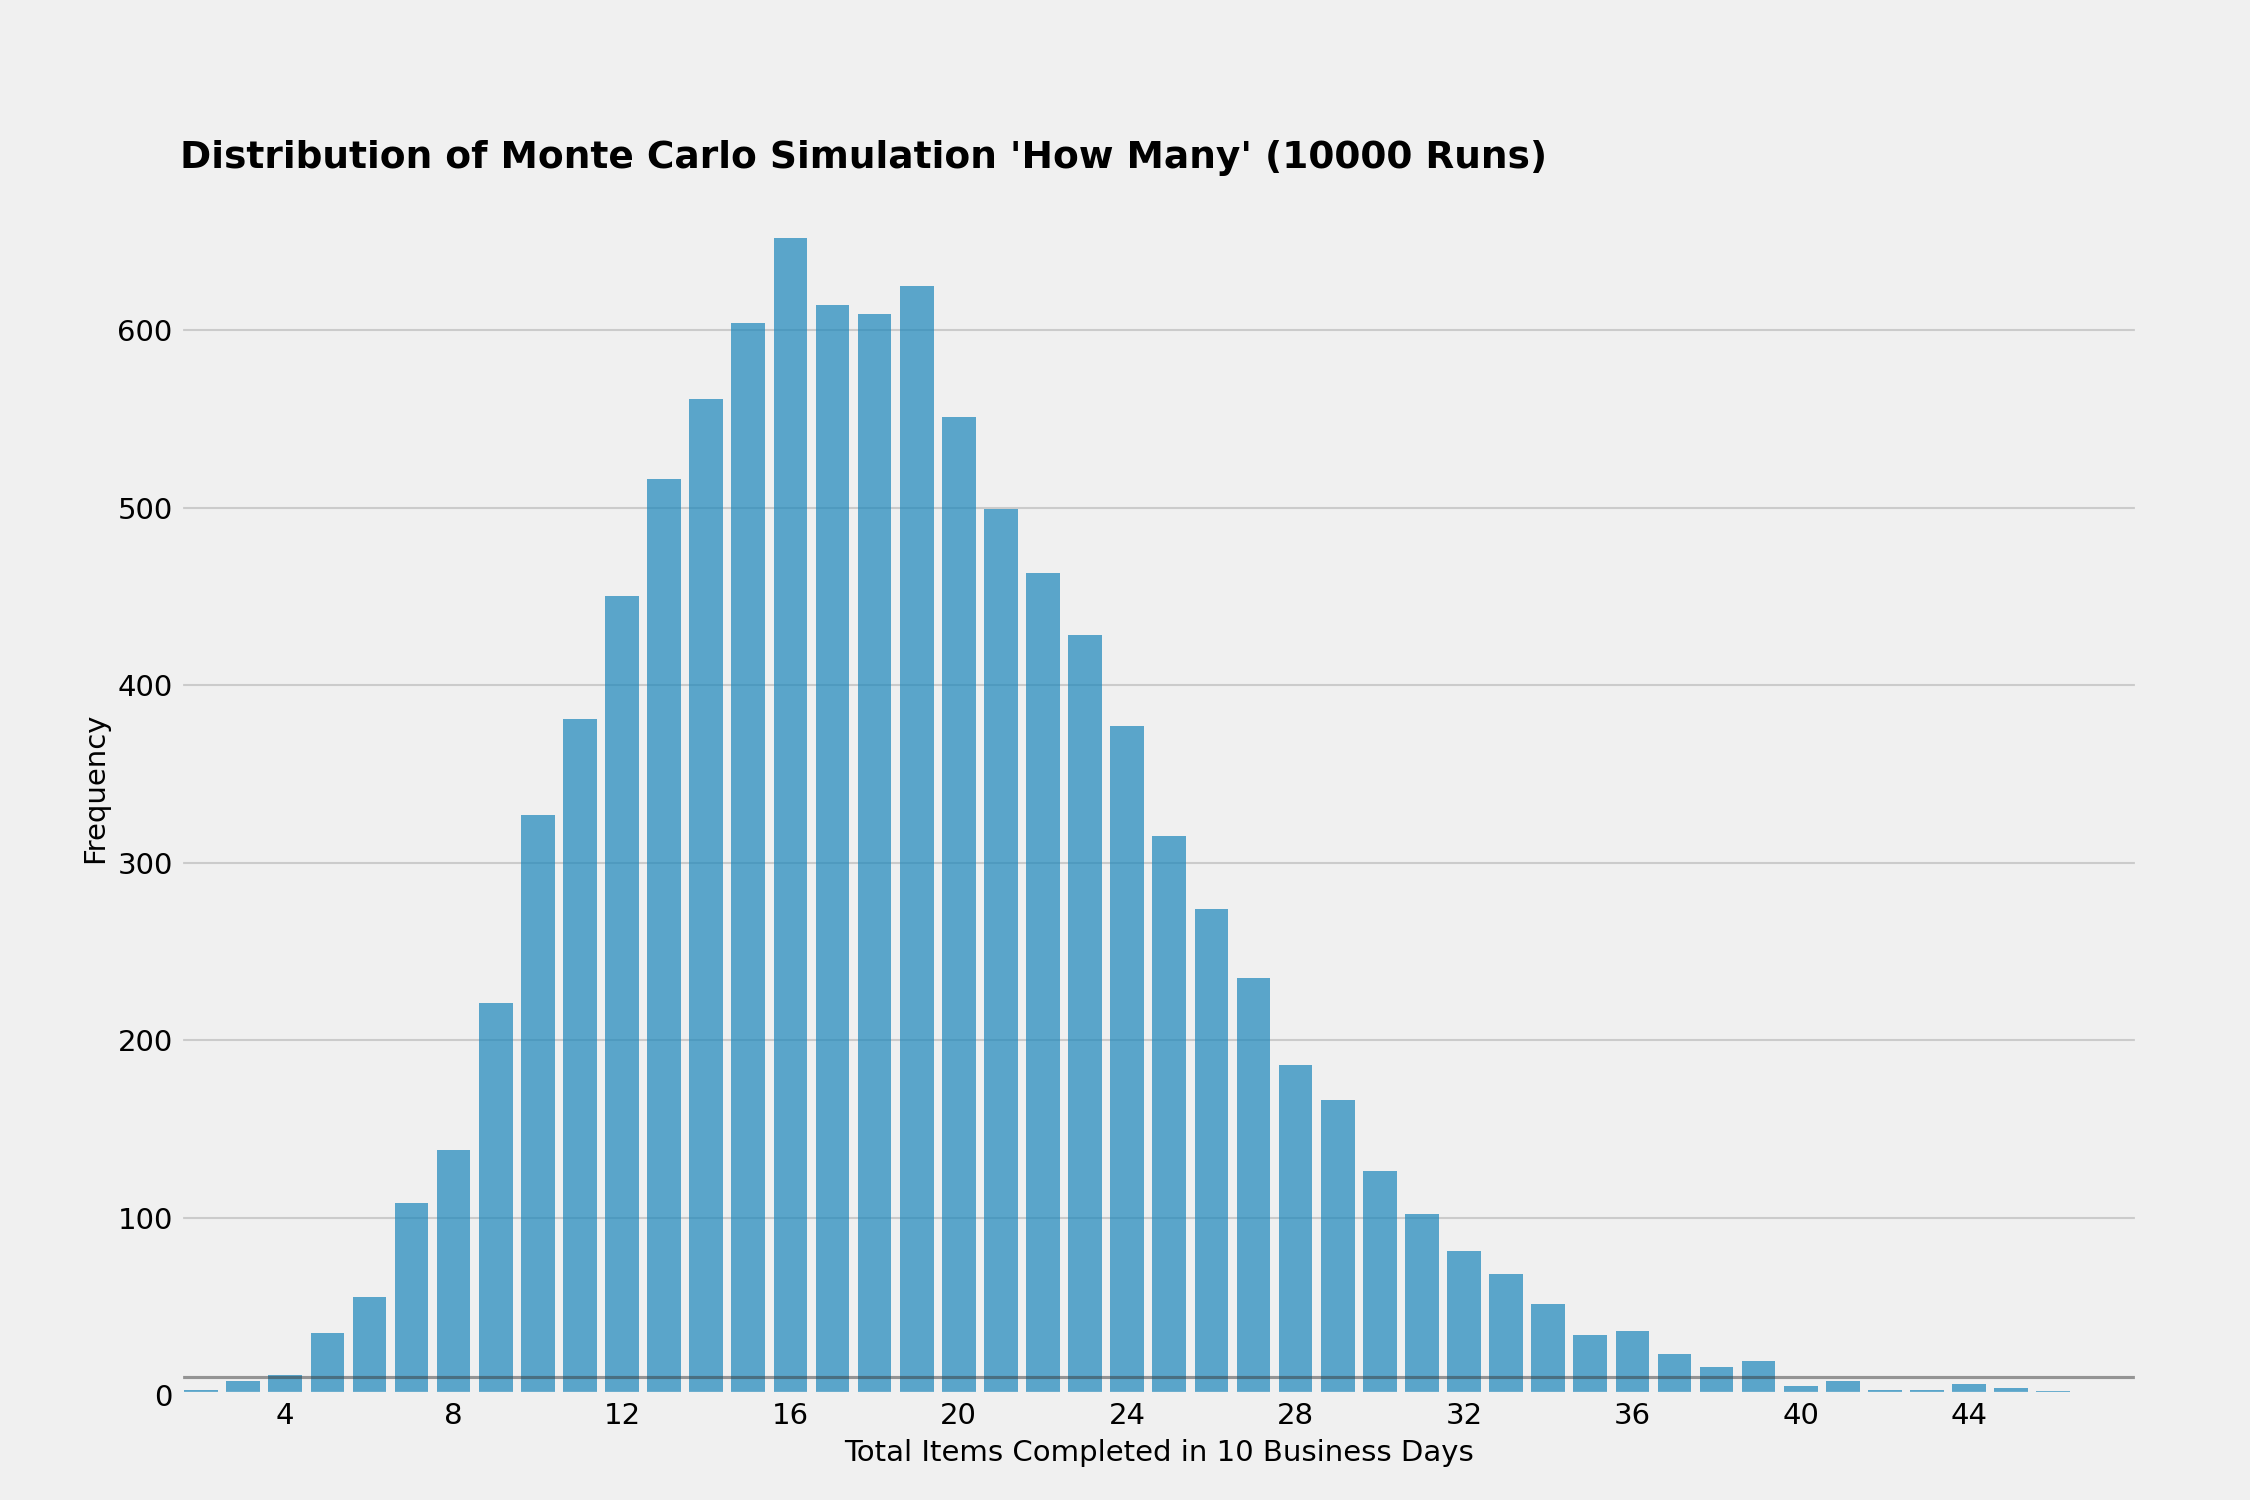 Distribution of Monte Carlo Simulation 'How Many' (10000 Runs)
Frequency
600
500
400
300
200
100
0
4 8 12 16 20 24 28 32 36 40 44
Total Items Completed in 10 Business Days